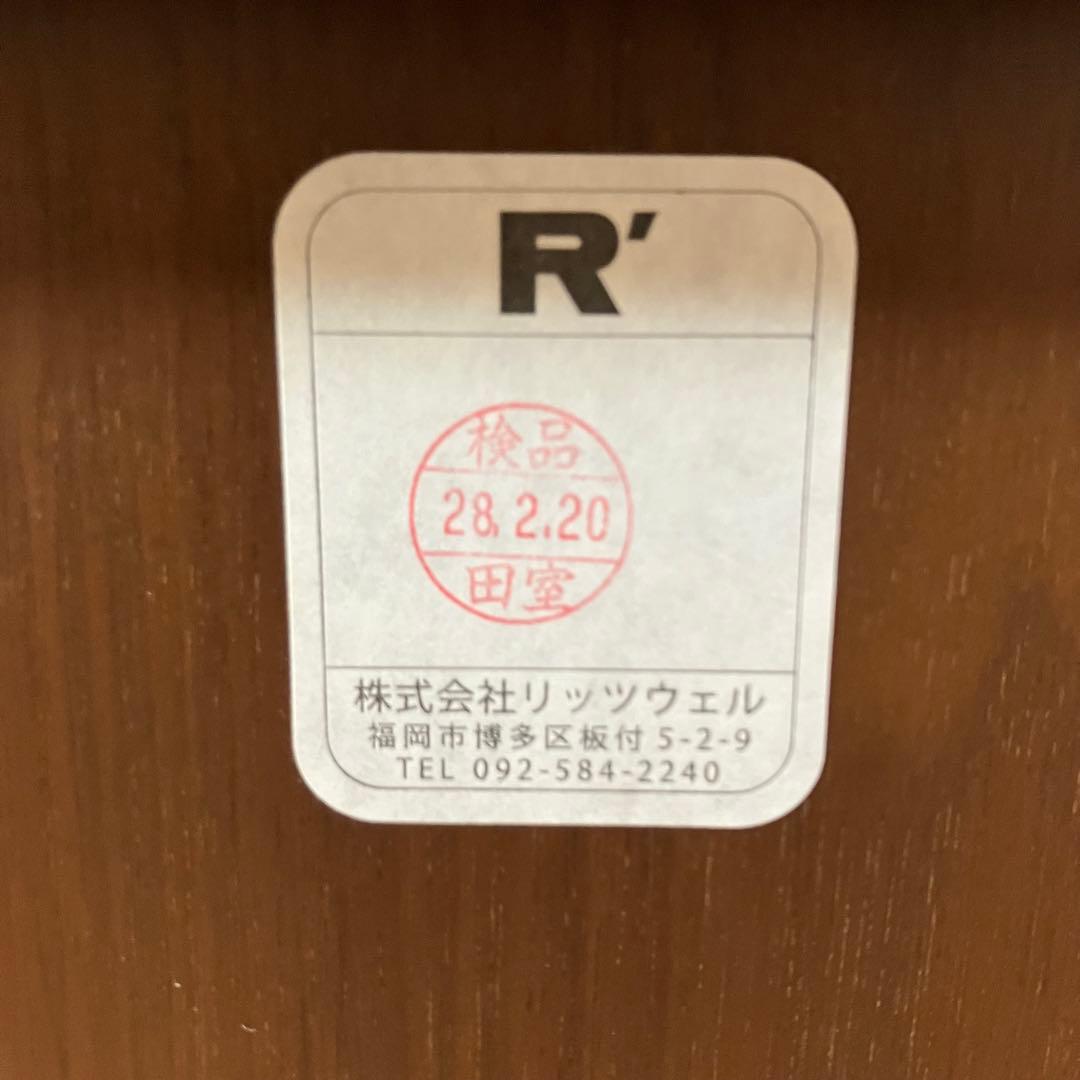 R'
検品
28.2.20
田室
株式会社リッツウェル
福岡市博多区板付 5-2-9
TEL 092-584-2240